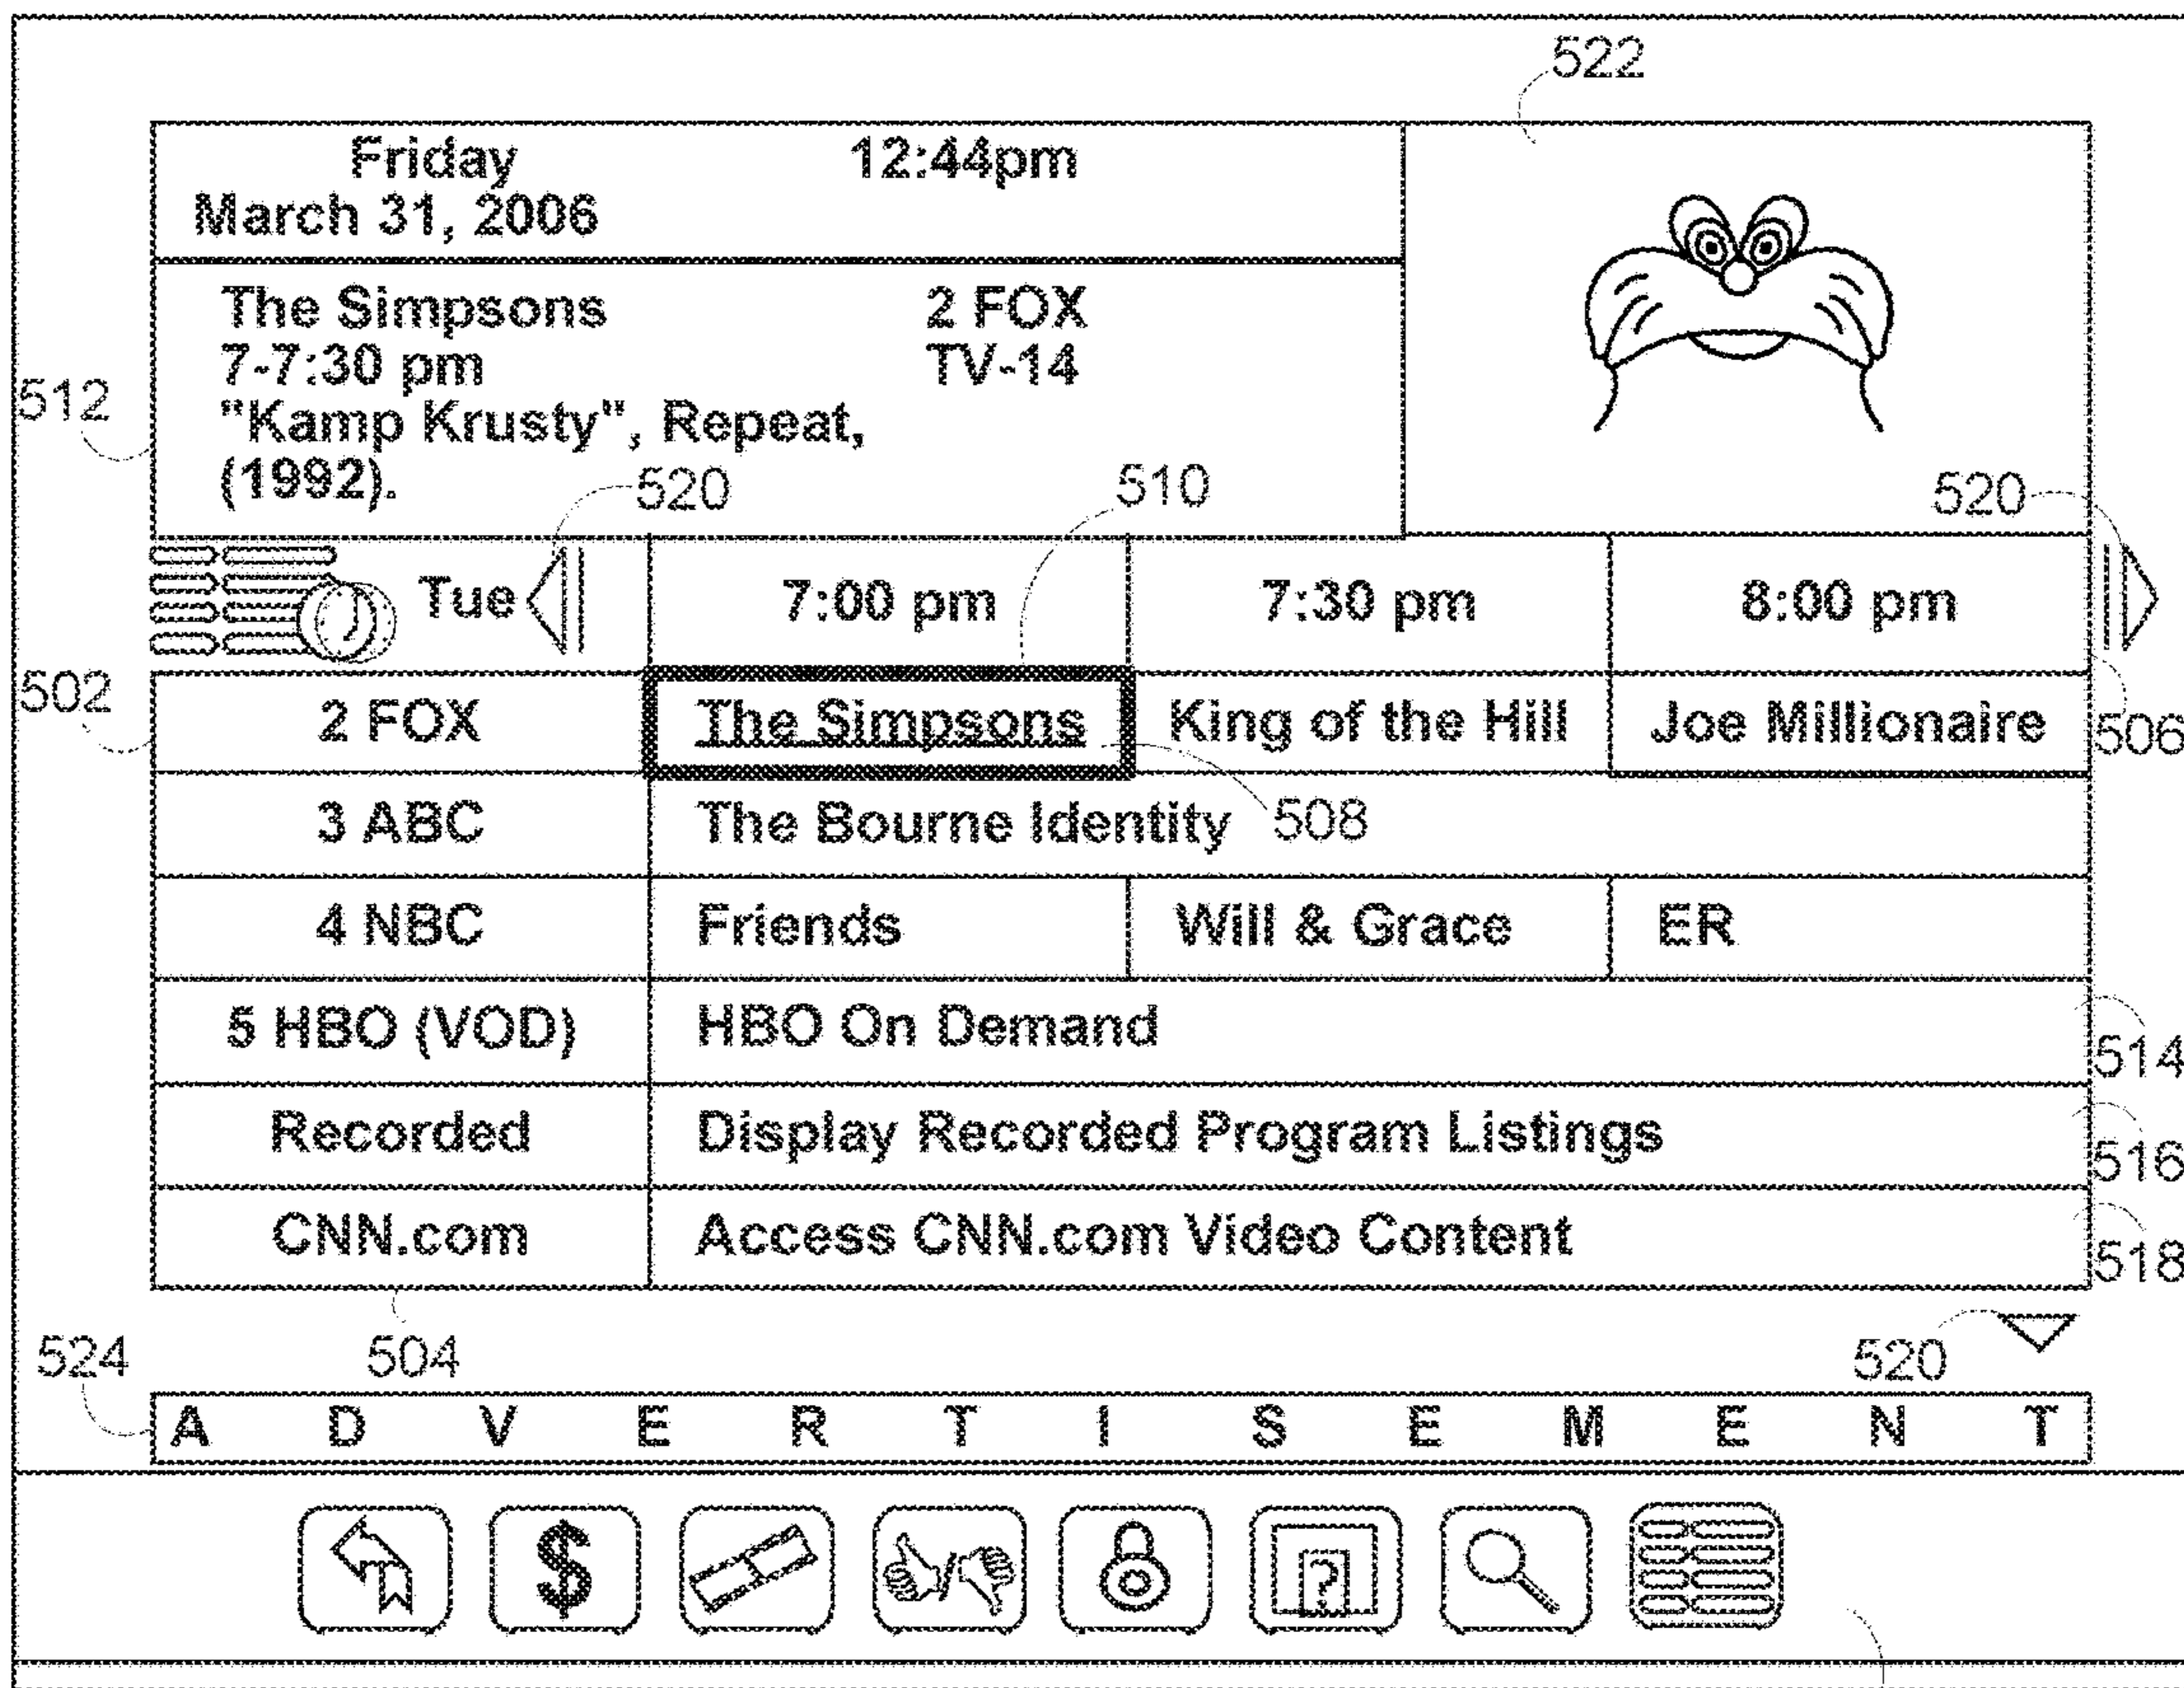 522
Friday 12:44pm
March 31, 2006
The Simpsons 2 FOX
7-7:30 pm TV-14
512
"Kamp Krusty", Repeat,
(1992).
520 510 520
Tue 7:00 pm 7:30 pm 8:00 pm
502
2 FOX The Simpsons King of the Hill Joe Millionaire
506
3 ABC The Bourne Identity 508
4 NBC Friends Will & Grace ER
5 HBO (VOD) HBO On Demand
514
Recorded Display Recorded Program Listings
516
CNN.com Access CNN.com Video Content
518
524 504 520
A D V E R T I S E M E N T
$ ?